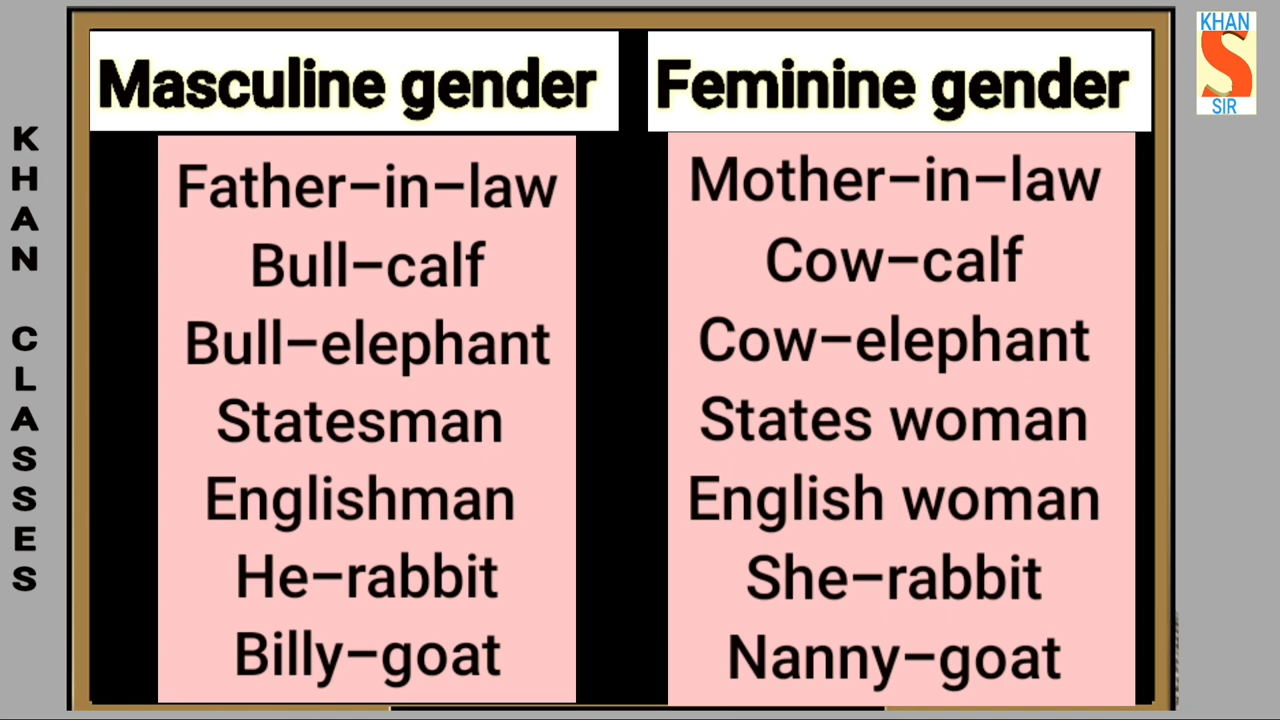 KHAN
S
SIR
KHAN CLASSES
Masculine gender Feminine gender
Father–in–law Mother–in–law
Bull–calf Cow–calf
Bull–elephant Cow–elephant
Statesman States woman
Englishman English woman
He–rabbit She–rabbit
Billy–goat Nanny–goat